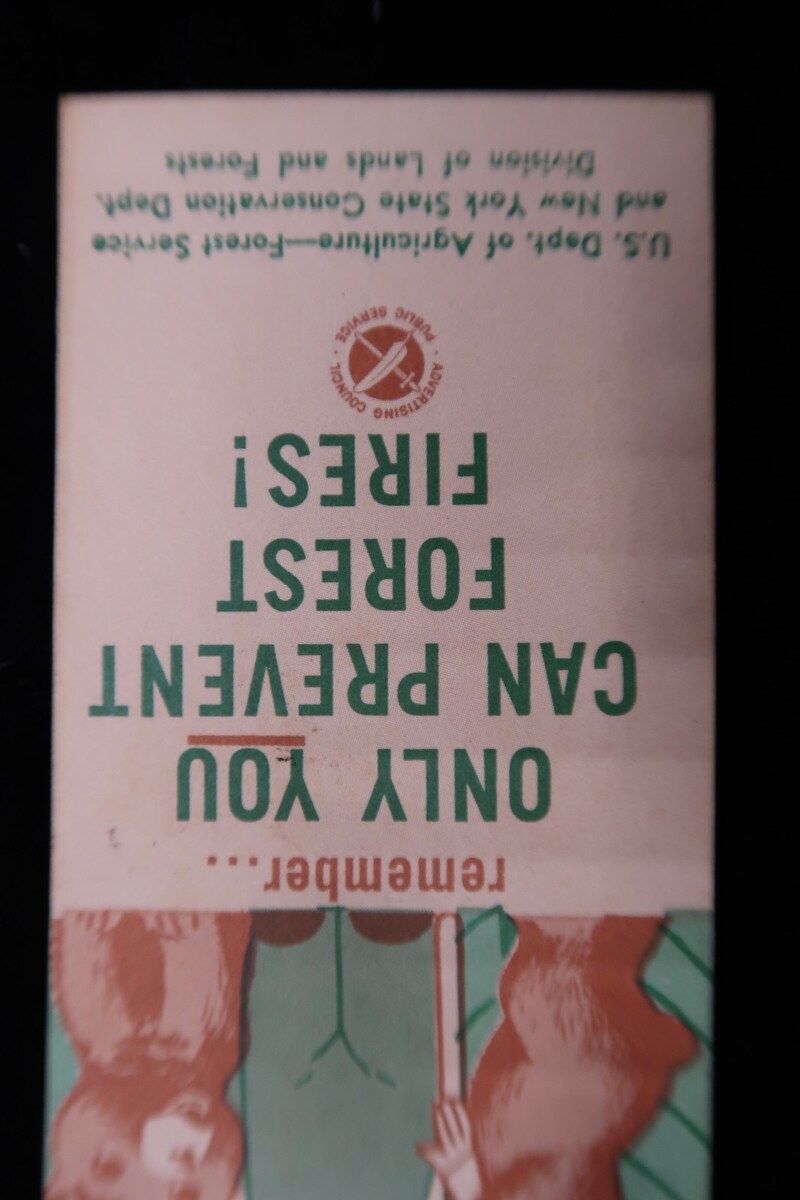 remember...
ONLY YOU
CAN PREVENT
FOREST
FIRES!
ADVERTISING COUNCIL • PUBLIC SERVICE •
U.S. Dept. of Agriculture—Forest Service
and New York State Conservation Dept.
Division of Lands and Forests